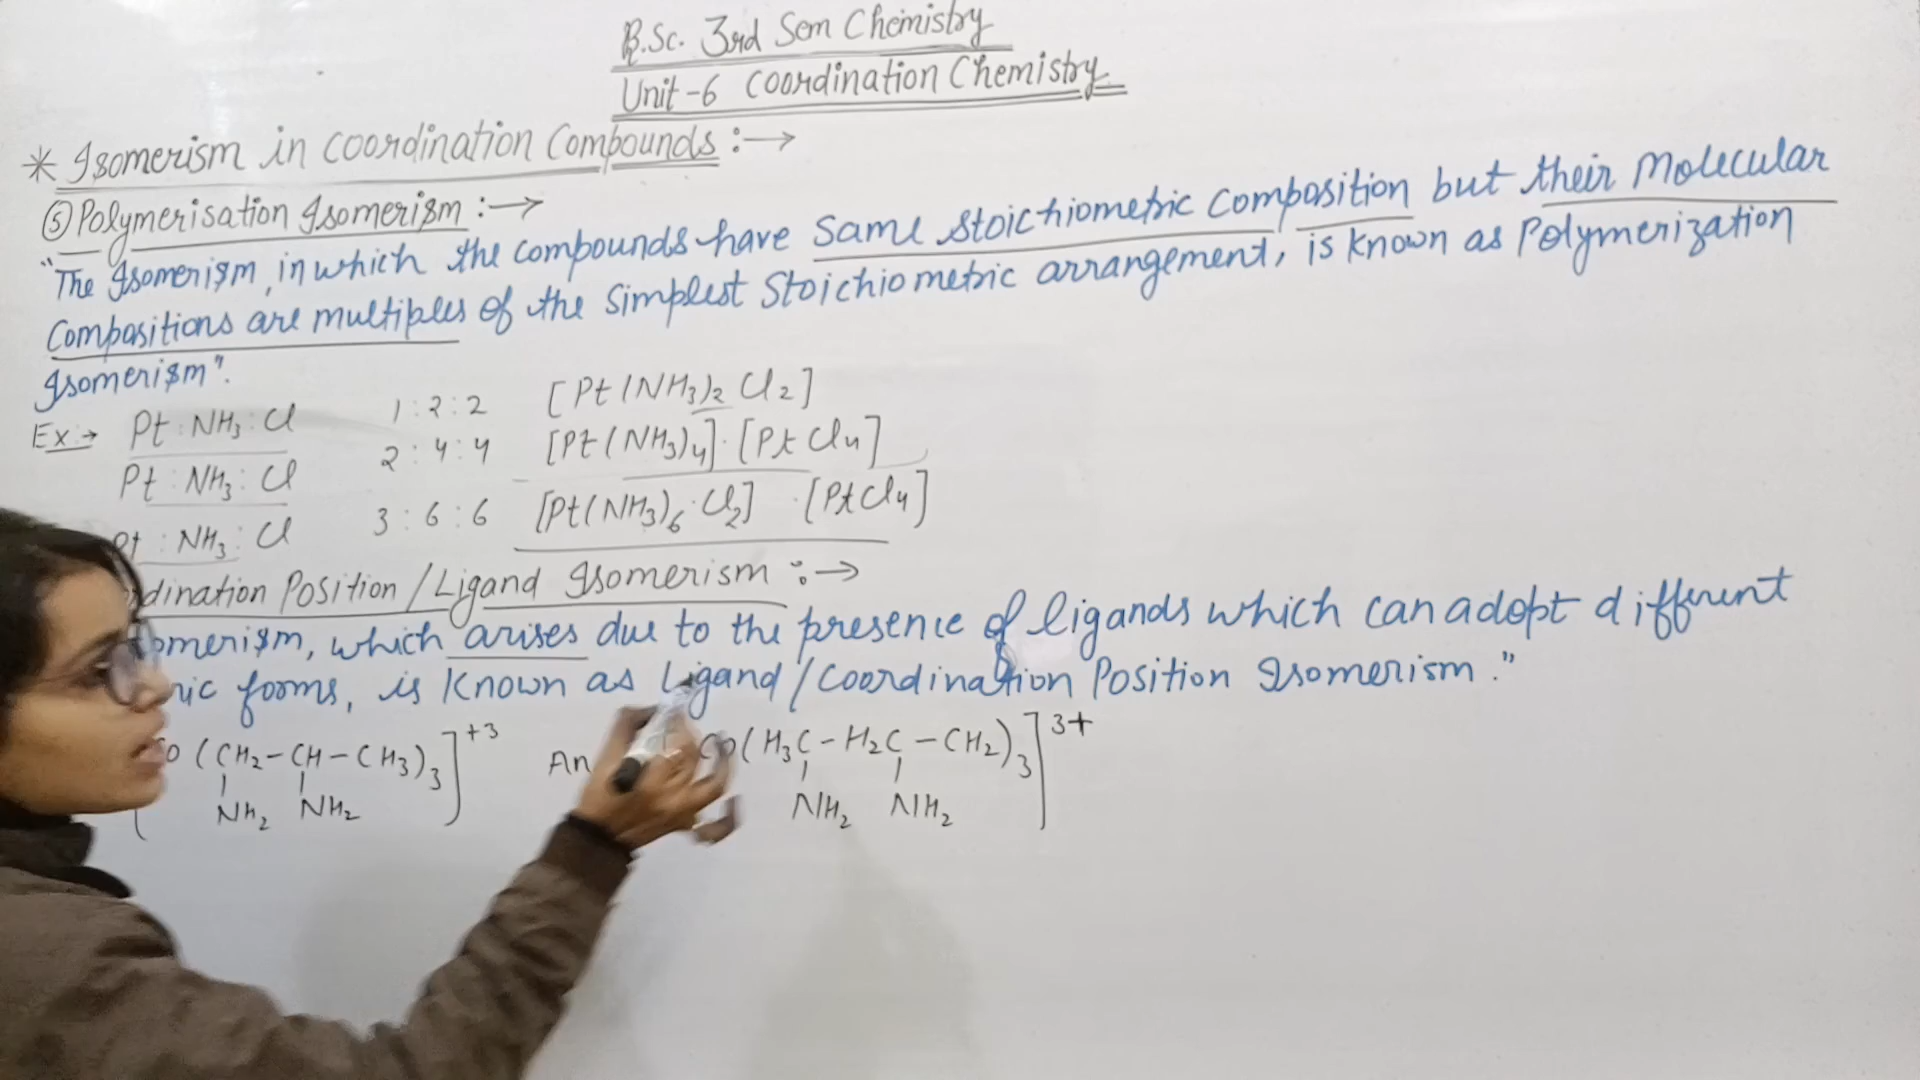 B.Sc. 3rd Sem Chemistry
Unit-6 Coordination Chemistry
* Isomerism in Coordination Compounds :→
⑤ Polymerisation Isomerism :→
"The Isomerism, in which the compounds have same stoichiometric composition but their Molecular
Compositions are multiples of the simplest stoichiometric arrangement, is known as Polymerization
Isomerism".
Ex:→ Pt : NH₃ : Cl 1 : 2 : 2 [Pt(NH₃)₂ Cl₂]
Pt : NH₃ : Cl 2 : 4 : 4 [Pt(NH₃)₄]·[PtCl₄]
Pt : NH₃ : Cl 3 : 6 : 6 [Pt(NH₃)₆·Cl₂] ·[PtCl₄]
dination Position / Ligand Isomerism :→
omerism, which arises due to the presence of ligands which can adopt different
ric forms, is known as Ligand / Coordination Position Isomerism."
o (CH₂-CH-CH₃)₃]⁺³ An Co(H₃C-H₂C-CH₂)₃]³⁺
NH₂ NH₂ NH₂ NH₂